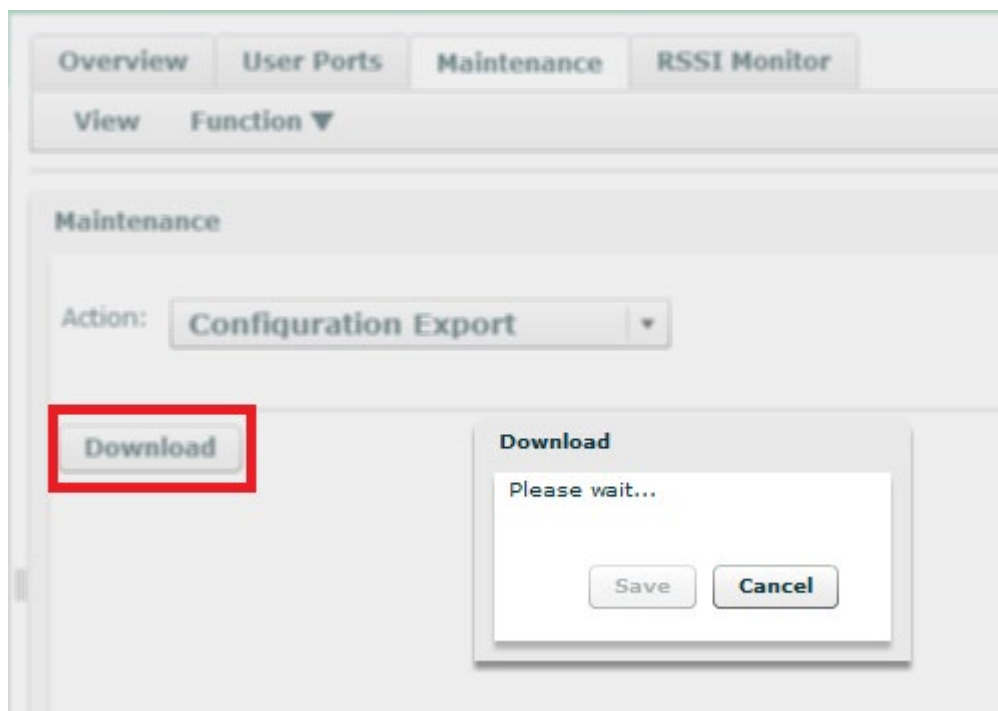 Overview User Ports Maintenance RSSI Monitor
View Function ▼
Maintenance
Action: Configuration Export
Download
Download
Please wait...
Save Cancel